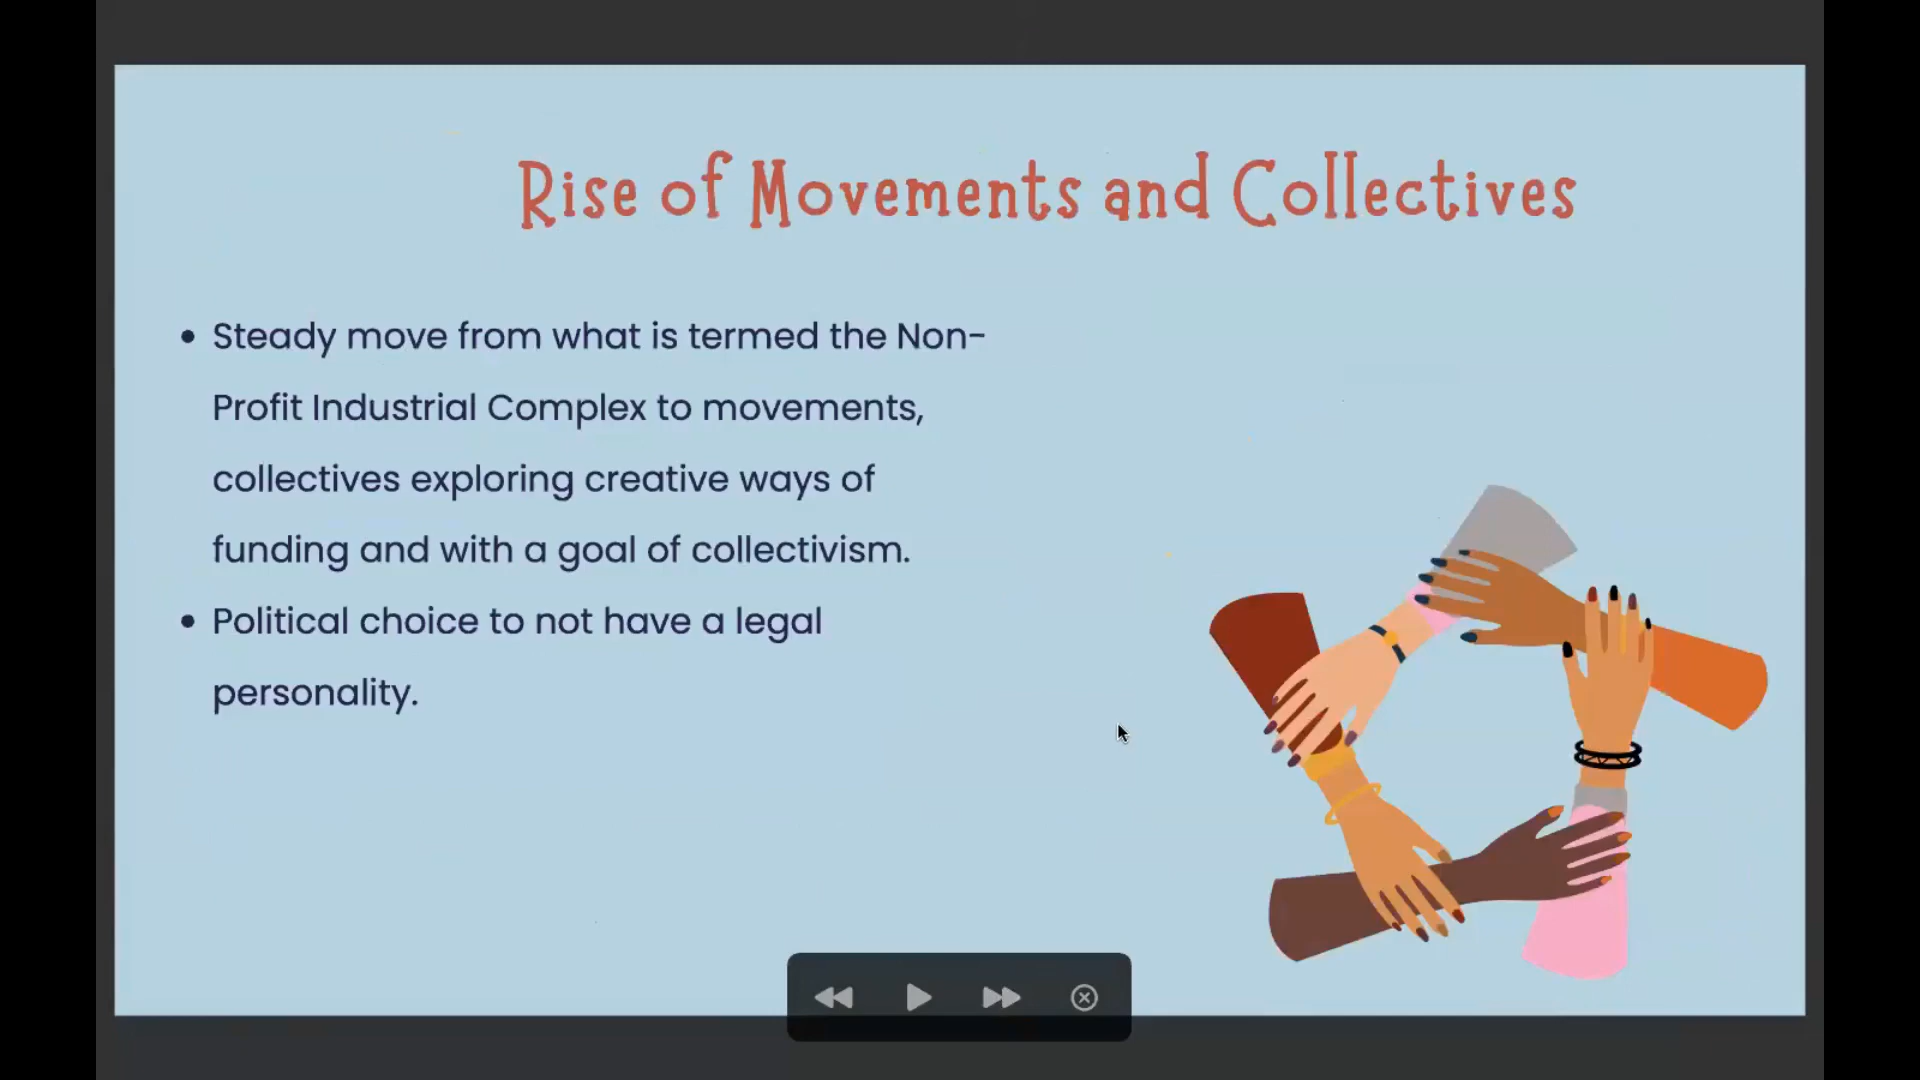 Rise of Movements and Collectives
• Steady move from what is termed the Non-
Profit Industrial Complex to movements,
collectives exploring creative ways of
funding and with a goal of collectivism.
• Political choice to not have a legal
personality.